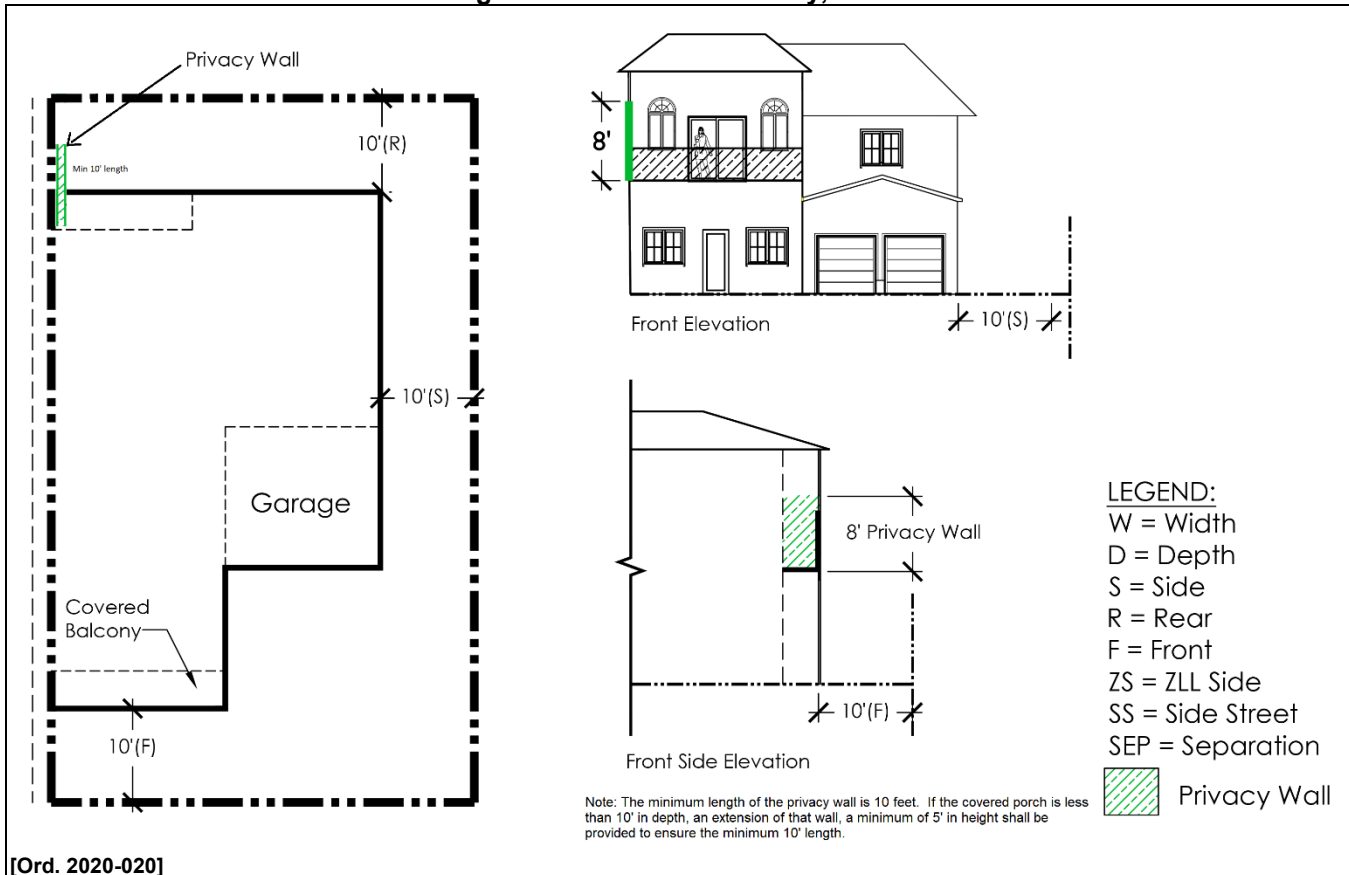 Privacy Wall
10'(R)
Min 10' length
10'(S)
Garage
Covered
Balcony
10'(F)
8'
Front Elevation
10'(S)
8' Privacy Wall
10'(F)
Front Side Elevation
Note: The minimum length of the privacy wall is 10 feet. If the covered porch is less
than 10' in depth, an extension of that wall, a minimum of 5' in height shall be
provided to ensure the minimum 10' length.
LEGEND:
W = Width
D = Depth
S = Side
R = Rear
F = Front
ZS = ZLL Side
SS = Side Street
SEP = Separation
Privacy Wall
[Ord. 2020-020]